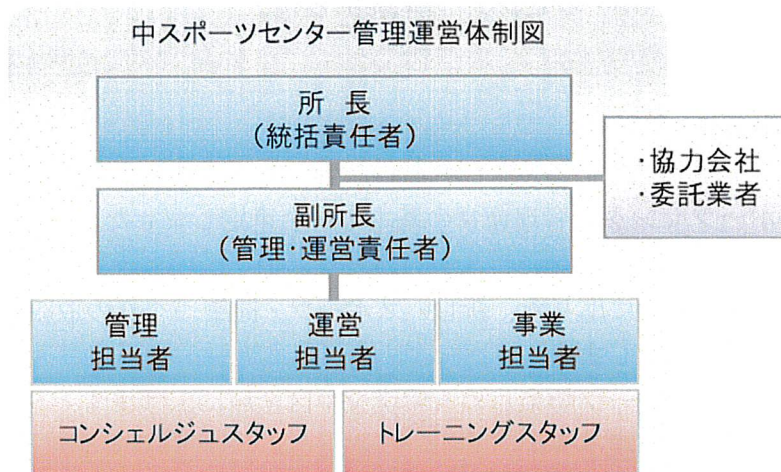 中スポーツセンター管理運営体制図
所 長
(統括責任者)
・協力会社
・委託業者
副所長
(管理・運営責任者)
管理
担当者
運営
担当者
事業
担当者
コンシェルジュスタッフ
トレーニングスタッフ